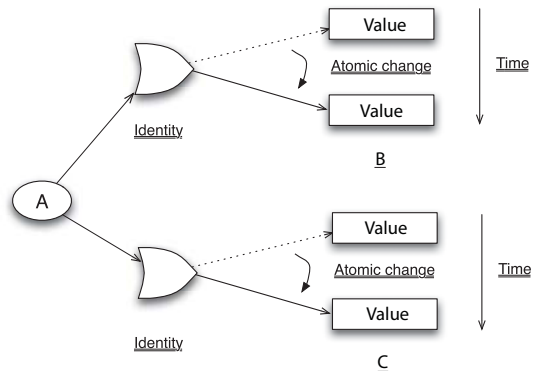 Value
Atomic change
Time
Value
Identity
B
A
Value
Atomic change
Time
Value
Identity
C